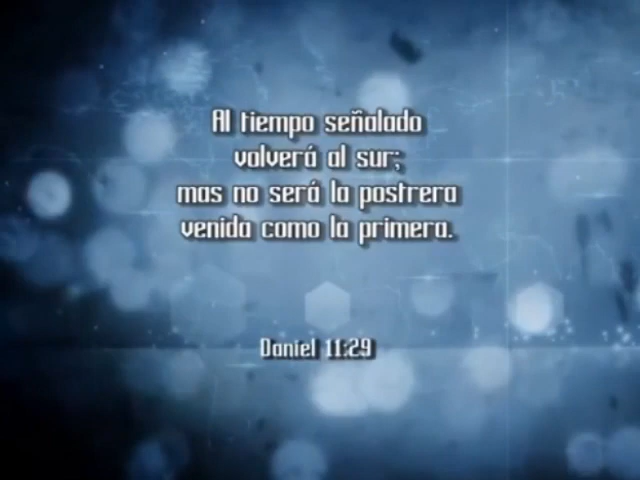 Al tiempo señalado
volverá al sur;
mas no será la postrera
venida como la primera.
Daniel 11:29